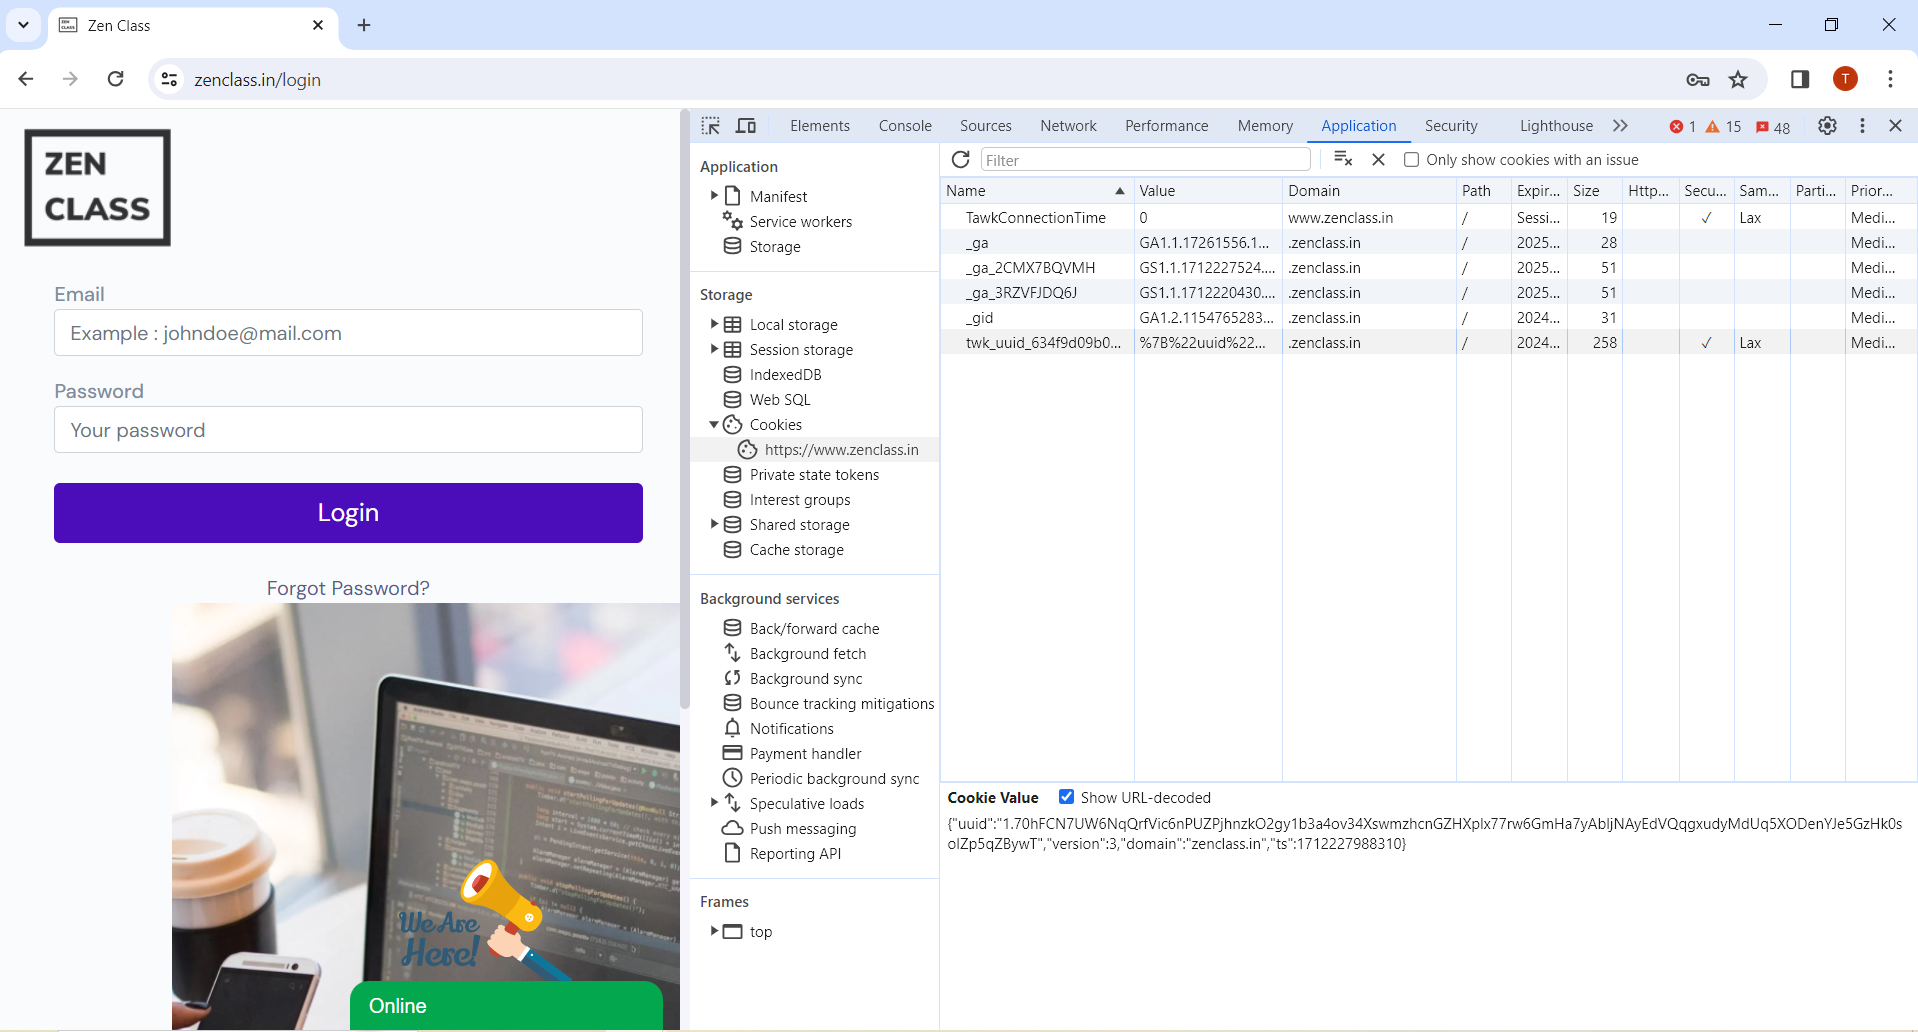 Zen Class
zenclass.in/login
T
ZEN
CLASS
Email
Example : johndoe@mail.com
Password
Your password
Login
Forgot Password?
We Are
Here!
Online
Elements Console Sources Network Performance Memory Application Security Lighthouse 1 15 48
Application
Manifest
Service workers
Storage
Storage
Local storage
Session storage
IndexedDB
Web SQL
Cookies
https://www.zenclass.in
Private state tokens
Interest groups
Shared storage
Cache storage
Background services
Back/forward cache
Background fetch
Background sync
Bounce tracking mitigations
Notifications
Payment handler
Periodic background sync
Speculative loads
Push messaging
Reporting API
Frames
top
Filter Only show cookies with an issue
Name Value Domain Path Expir... Size Http... Secu... Sam... Parti... Prior...
TawkConnectionTime 0 www.zenclass.in / Sessi... 19 ✓ Lax Medi...
_ga GA1.1.17261556.1... .zenclass.in / 2025... 28 Medi...
_ga_2CMX7BQVMH GS1.1.1712227524.... .zenclass.in / 2025... 51 Medi...
_ga_3RZVFJDQ6J GS1.1.1712220430.... .zenclass.in / 2025... 51 Medi...
_gid GA1.2.1154765283... .zenclass.in / 2024... 31 Medi...
twk_uuid_634f9d09b0... %7B%22uuid%22... .zenclass.in / 2024... 258 ✓ Lax Medi...
Cookie Value Show URL-decoded
{"uuid":"1.70hFCN7UW6NqQrfVic6nPUZPjhnzkO2gy1b3a4ov34XswmzhcnGZHXplx77rw6GmHa7yAbljNAyEdVQqgxudyMdUq5XODenYJe5GzHk0s
olZp5qZBywT","version":3,"domain":"zenclass.in","ts":1712227988310}